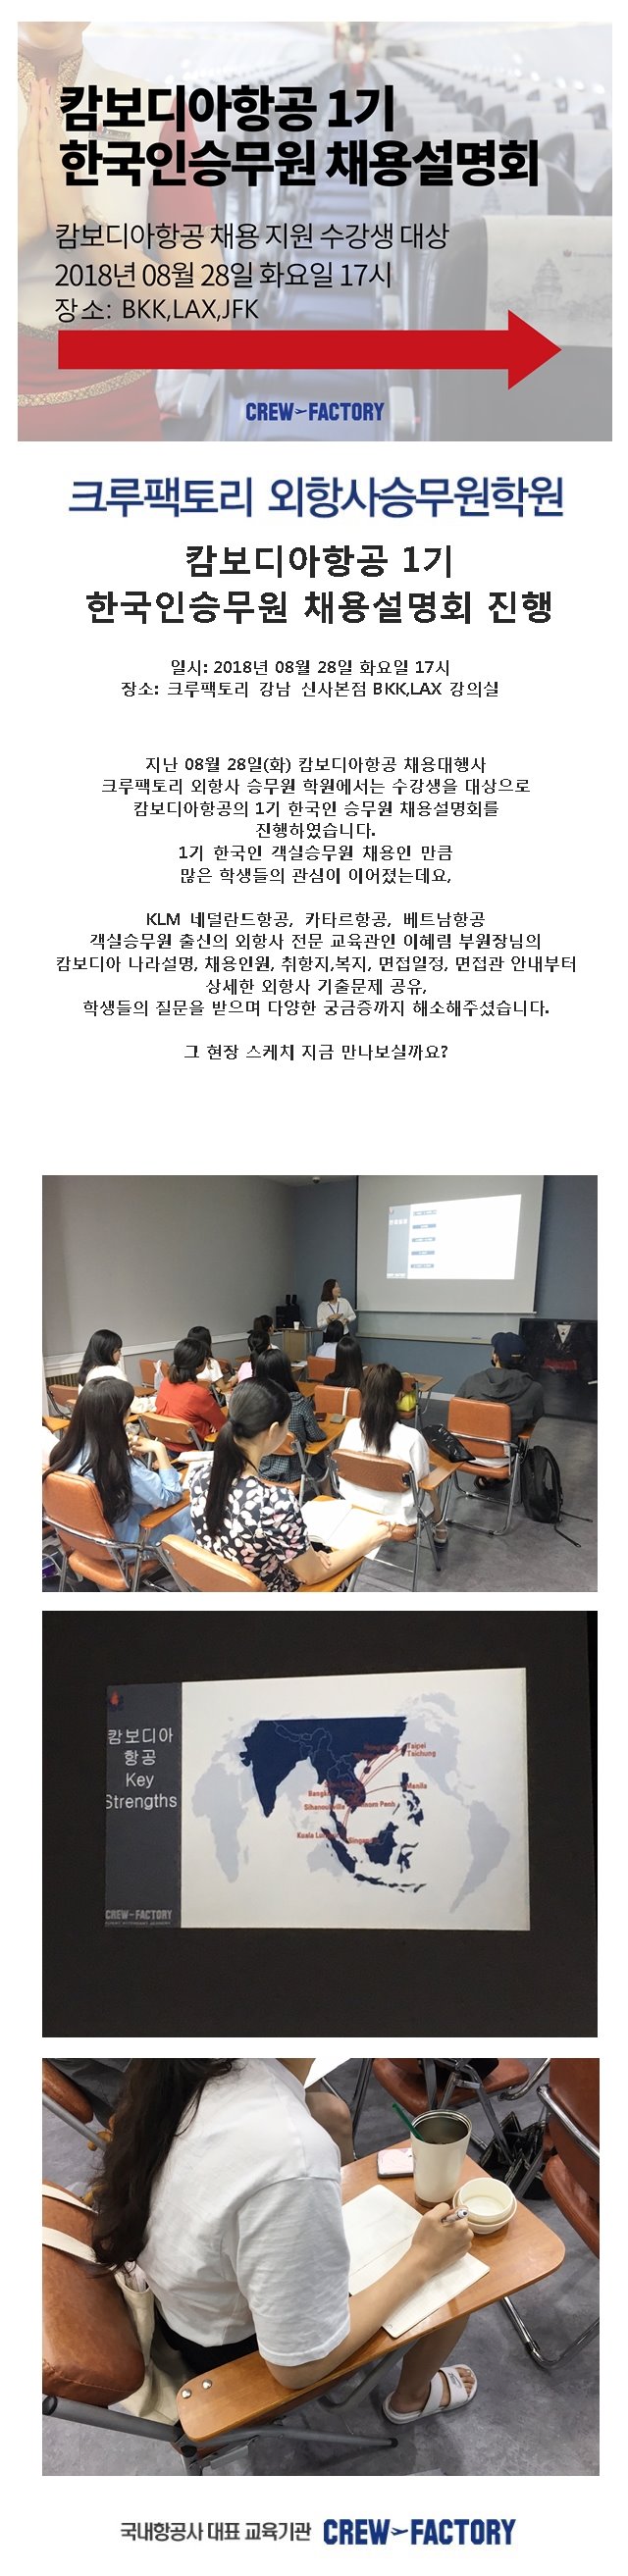 캄보디아항공 1기
한국인승무원 채용설명회
캄보디아항공 채용 지원 수강생 대상
2018년 08월 28일 화요일 17시
장소: BKK,LAX,JFK
CREW FACTORY
크루팩토리 외항사승무원학원
캄보디아항공 1기
한국인승무원 채용설명회 진행
일시: 2018년 08월 28일 화요일 17시
장소: 크루팩토리 강남 신사본점 BKK,LAX 강의실
지난 08월 28일(화) 캄보디아항공 채용대행사
크루팩토리 외항사 승무원 학원에서는 수강생을 대상으로
캄보디아항공의 1기 한국인 승무원 채용설명회를
진행하였습니다.
1기 한국인 객실승무원 채용인 만큼
많은 학생들의 관심이 이어졌는데요,
KLM 네덜란드항공, 카타르항공, 베트남항공
객실승무원 출신의 외항사 전문 교육관인 이혜림 부원장님의
캄보디아 나라설명, 채용인원, 취항지,복지, 면접일정, 면접관 안내부터
상세한 외항사 기출문제 공유,
학생들의 질문을 받으며 다양한 궁금증까지 해소해주셨습니다.
그 현장 스케치 지금 만나보실까요?
캄보디아
항공
Key
Strengths
Taipei
Taichung
Manila
Sihanoukville
Kuala
CREW FACTORY
국내항공사 대표 교육기관 CREW FACTORY